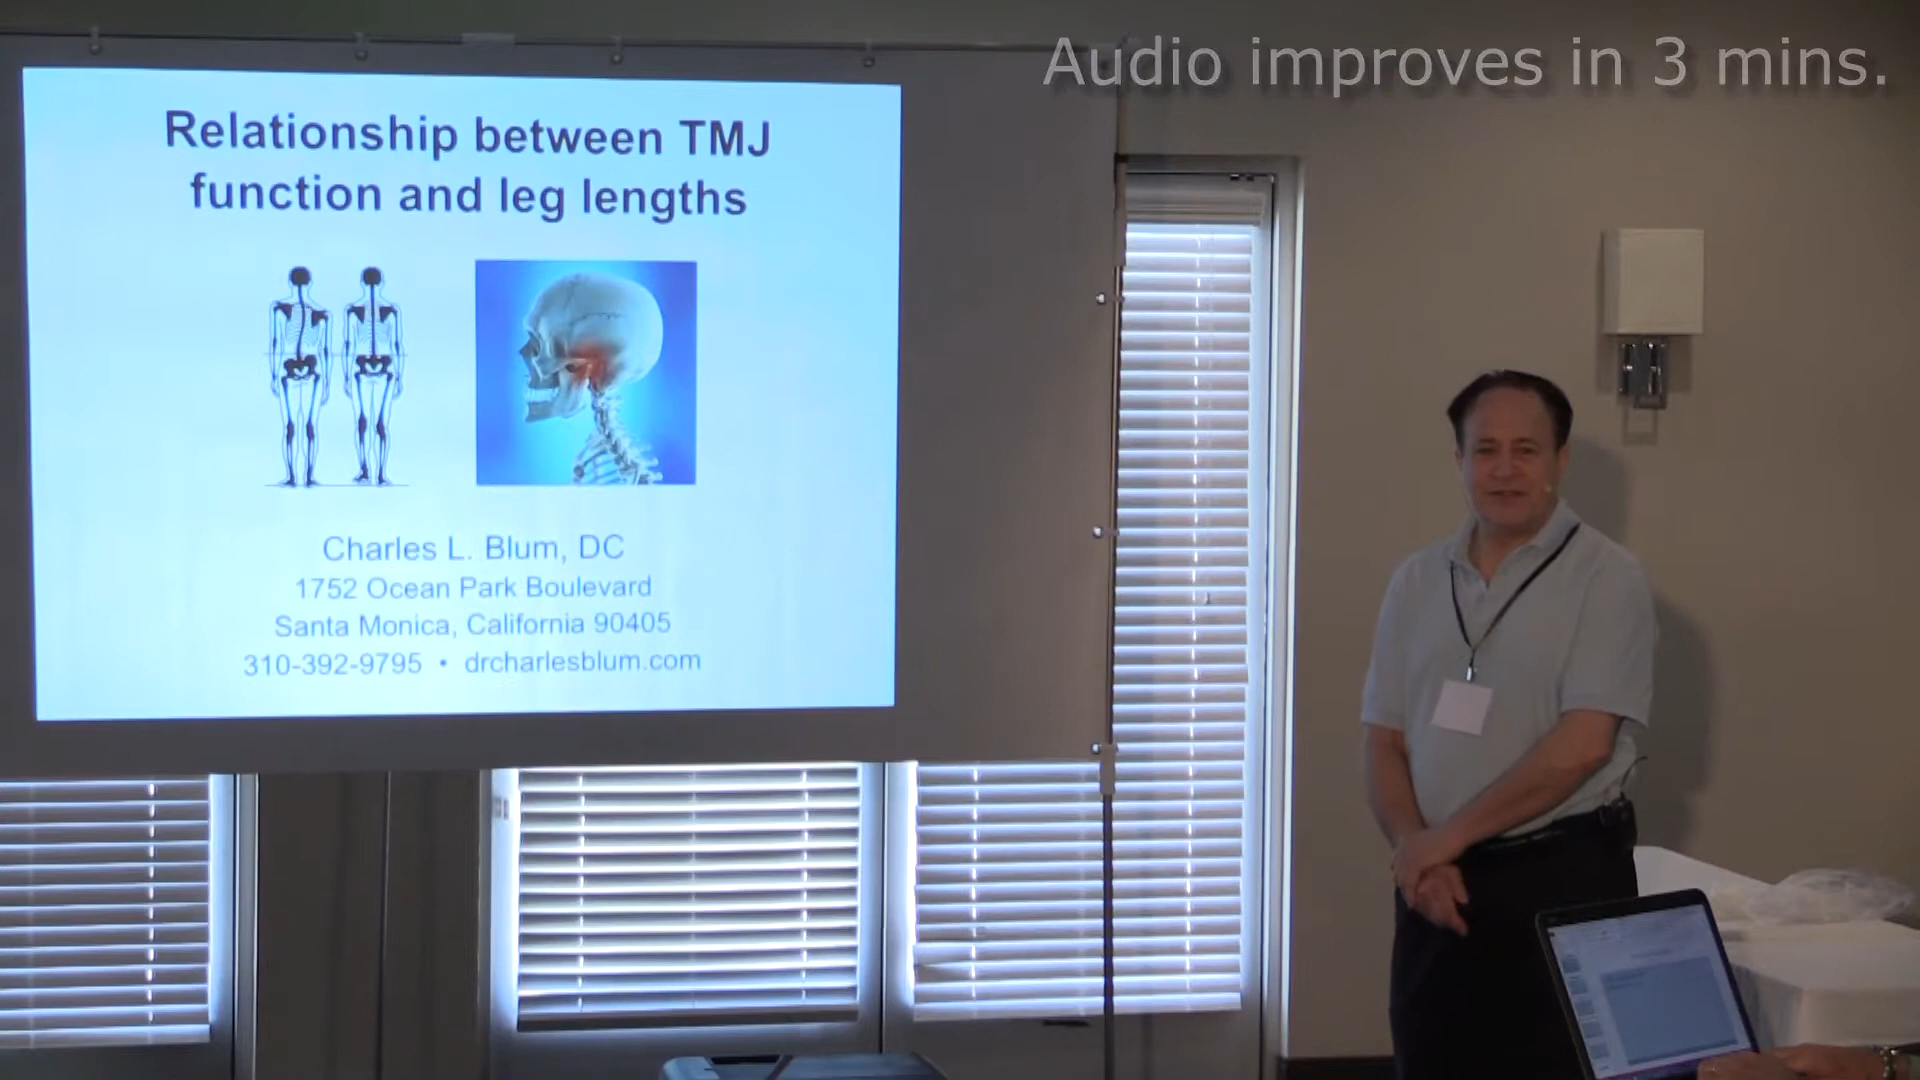 Audio improves in 3 mins.
Relationship between TMJ
function and leg lengths
Charles L. Blum, DC
1752 Ocean Park Boulevard
Santa Monica, California 90405
310-392-9795 • drcharlesblum.com